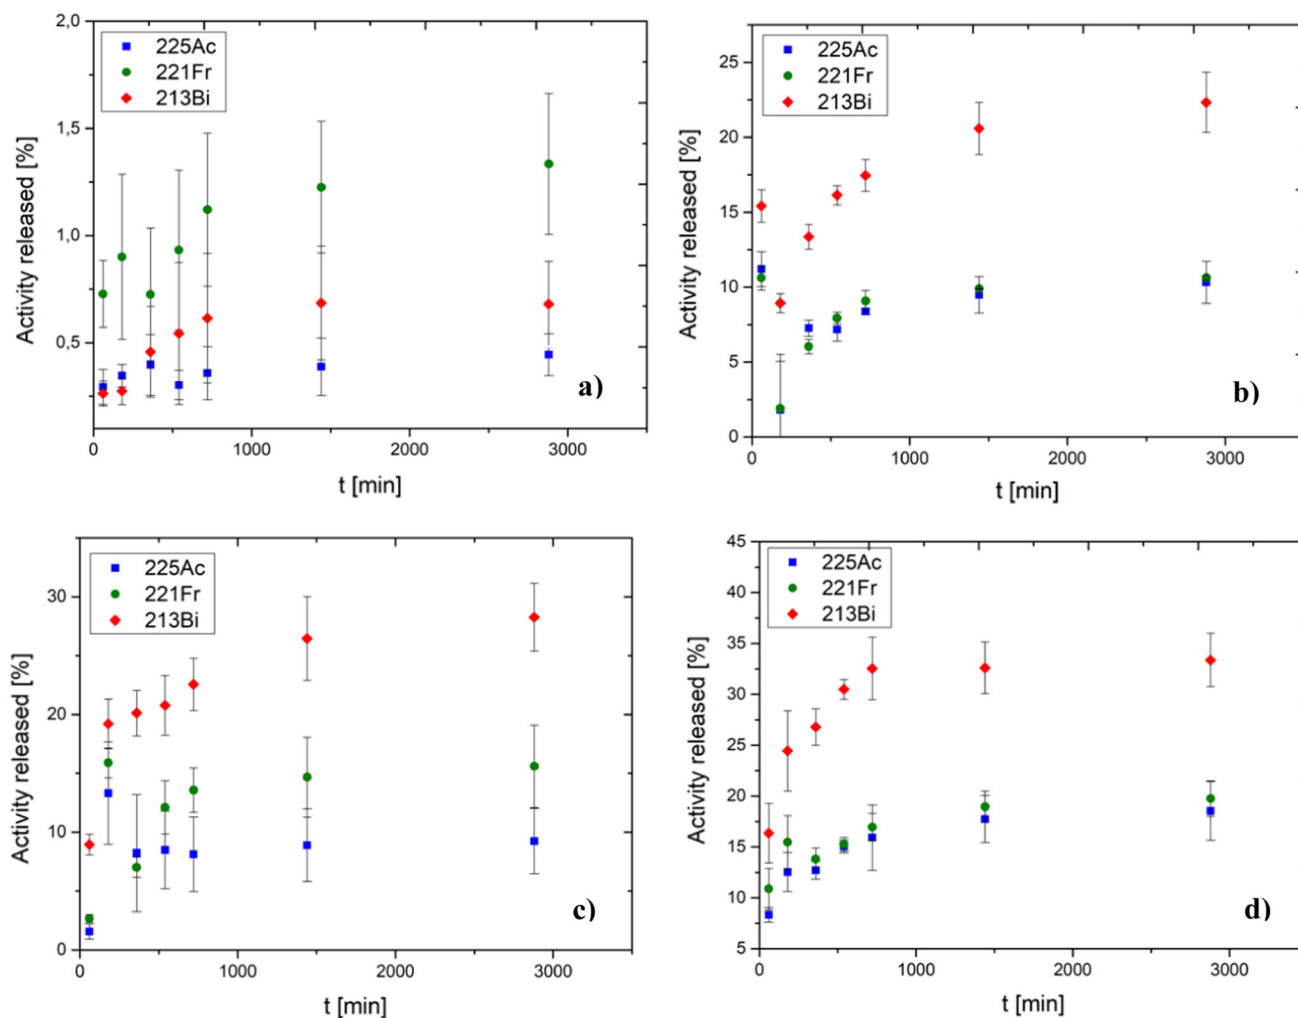 225Ac
221Fr
213Bi
2,0
1,5
1,0
0,5
Activity released [%]
0
1000
2000
3000
t [min]
a)
225Ac
221Fr
213Bi
25
20
15
10
5
0
Activity released [%]
0
1000
2000
3000
t [min]
b)
225Ac
221Fr
213Bi
30
20
10
0
Activity released [%]
0
1000
2000
3000
t [min]
c)
225Ac
221Fr
213Bi
45
40
35
30
25
20
15
10
5
Activity released [%]
0
1000
2000
3000
t [min]
d)